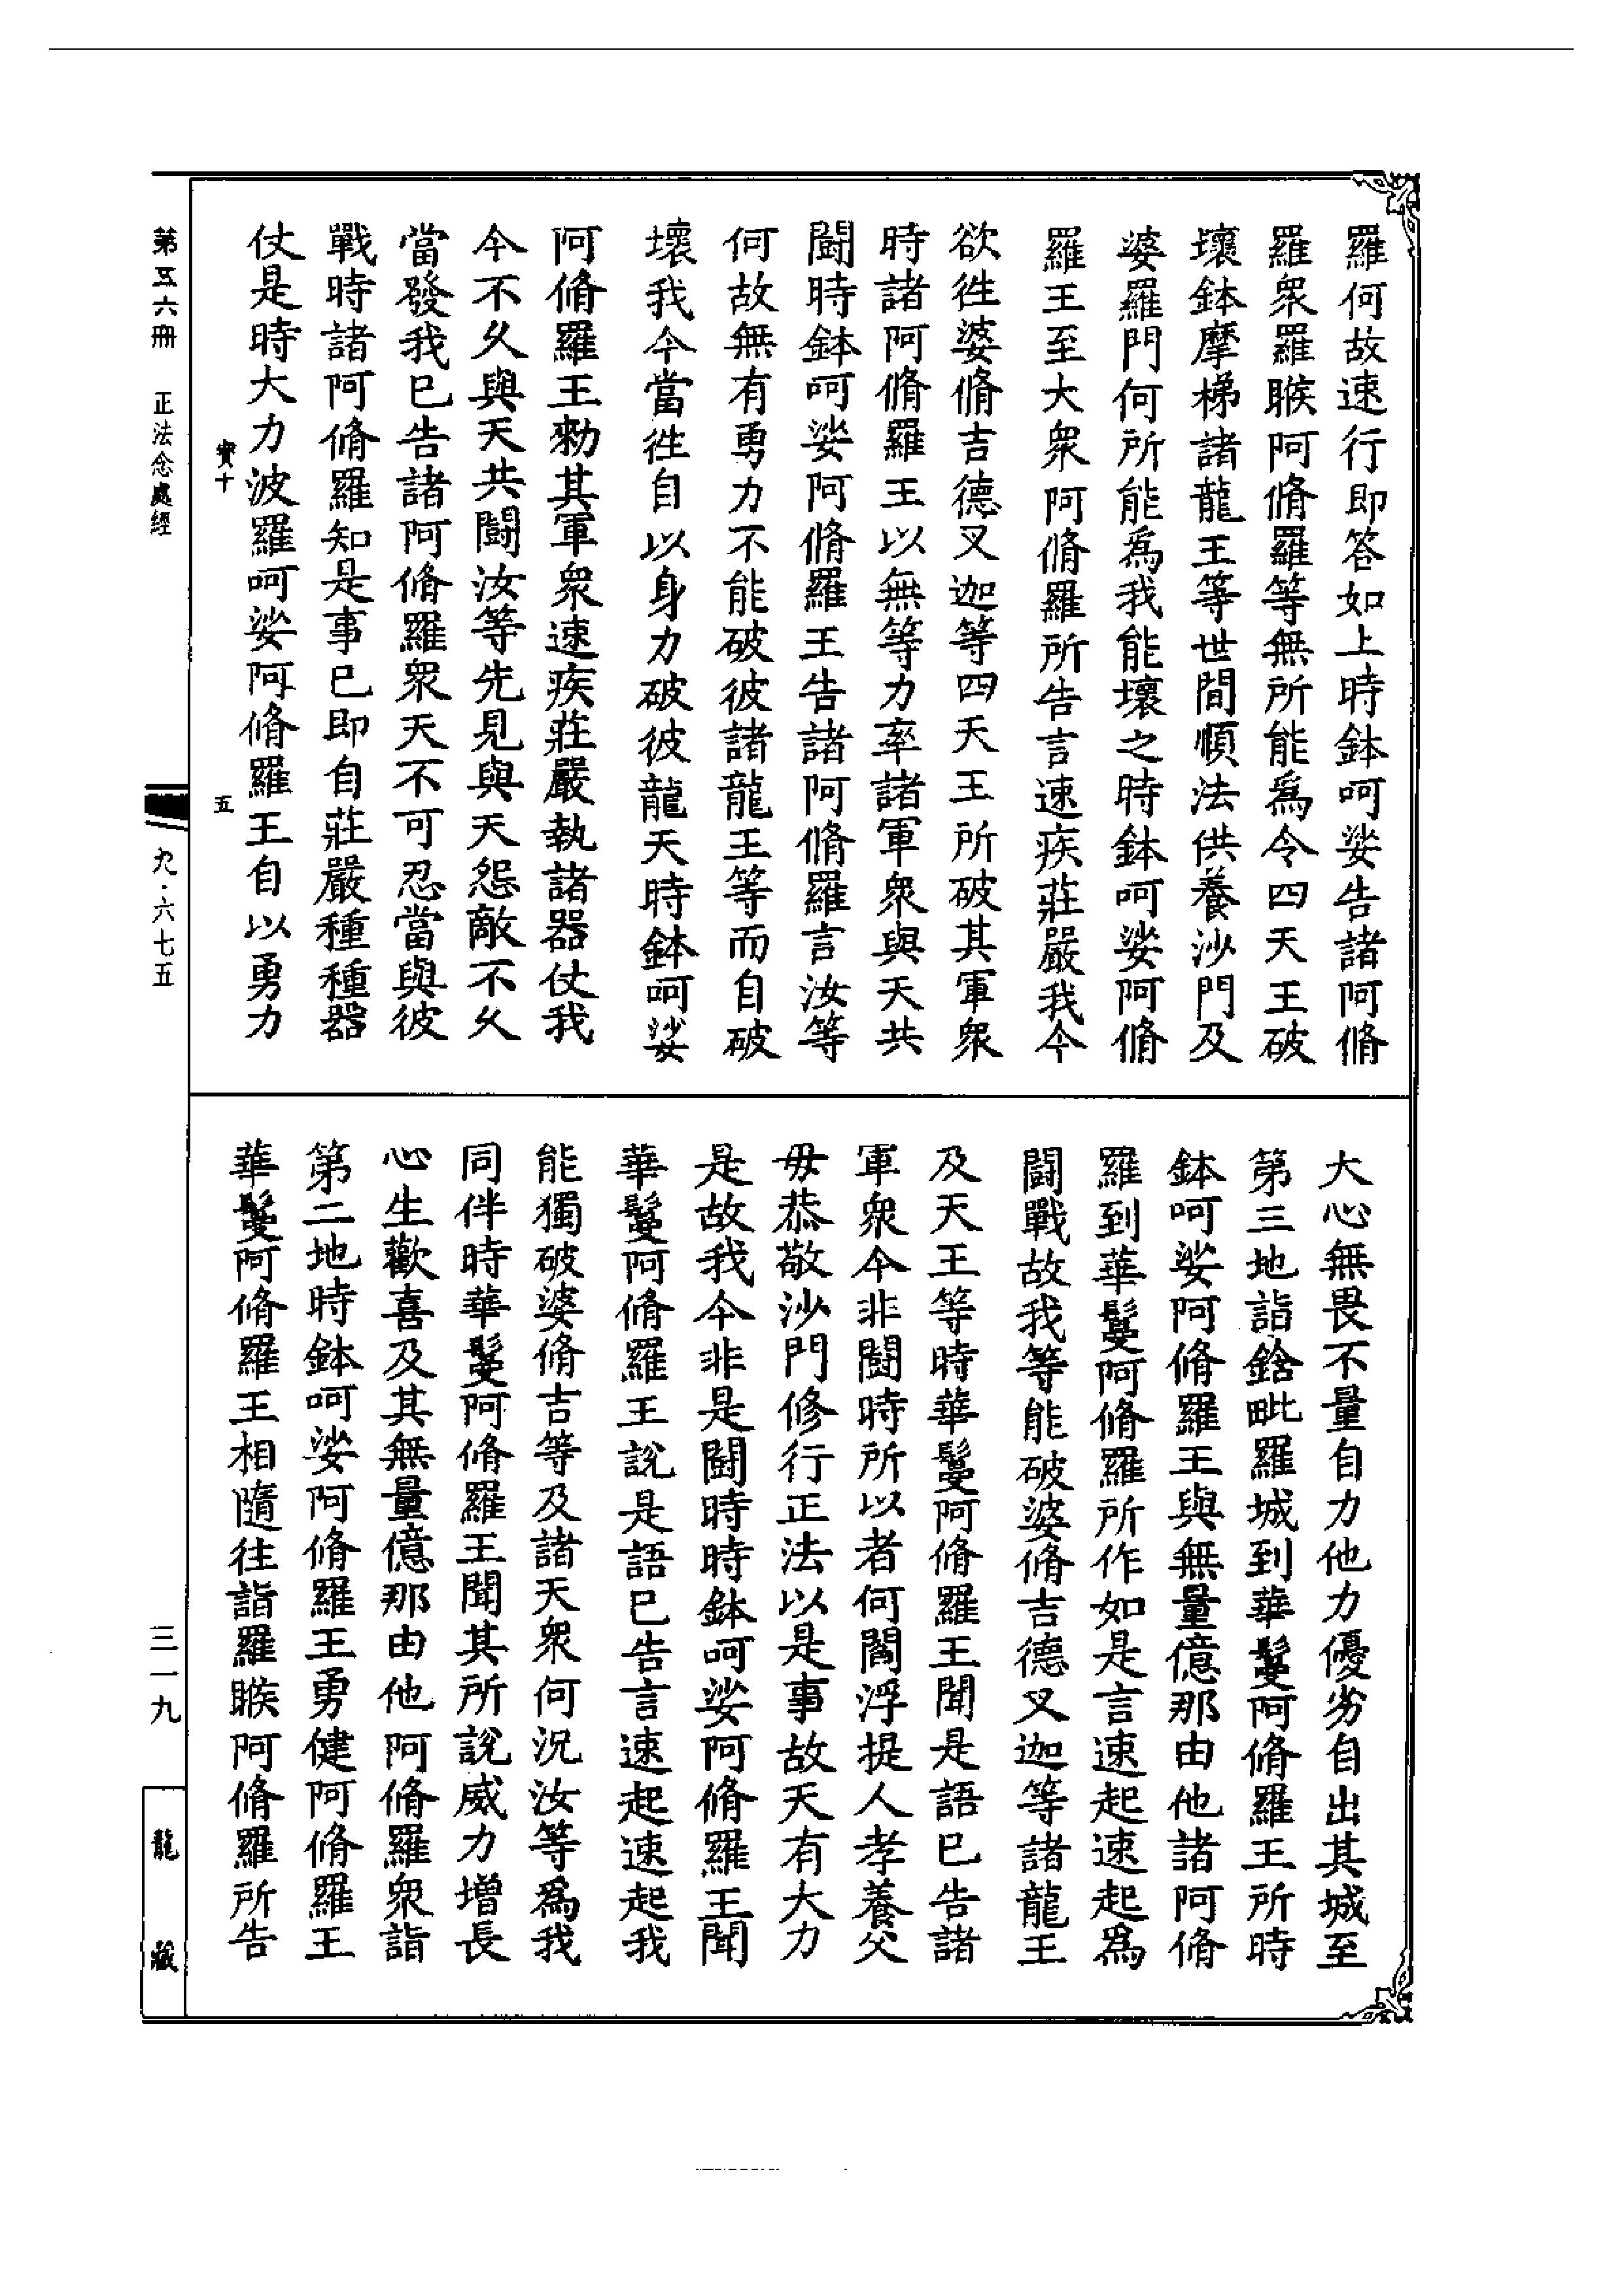 羅何故速行即答如上時鉢呵娑告諸阿脩
羅衆羅睺阿脩羅等無所能爲令四天王破
壞鉢摩梯諸龍王等世間順法供養沙門及
婆羅門何所能爲我能壞之時鉢呵娑阿脩
羅王至大衆阿脩羅所告言速疾莊嚴我今
欲往婆脩吉德叉迦等四天王所破其軍衆
時諸阿脩羅王以無等力率諸軍衆與天共
鬪時鉢呵娑阿脩羅王告諸阿脩羅言汝等
何故無有勇力不能破彼諸龍王等而自破
壞我今當往自以身力破彼龍天時鉢呵娑
阿脩羅王勑其軍衆速疾莊嚴執諸器仗我
今不久與天共鬪汝等先見與天怨敵不久
當發我已告諸阿脩羅衆天不可忍當與彼
戰時諸阿脩羅知是事已即自莊嚴種種器
仗是時大力波羅呵娑阿脩羅王自以勇力
大心無畏不量自力他力優劣自出其城至
第三地詣鋡毗羅城到華鬘阿脩羅王所時
鉢呵娑阿脩羅王與無量億那由他諸阿脩
羅到華鬘阿脩羅所作如是言速起速起爲
鬪戰故我等能破婆脩吉德叉迦等諸龍王
及天王等時華鬘阿脩羅王聞是語已告諸
軍衆今非鬪時所以者何閻浮提人孝養父
母恭敬沙門修行正法以是事故天有大力
是故我今非是鬪時時鉢呵娑阿脩羅王聞
華鬘阿脩羅王說是語已告言速起速起我
能獨破婆脩吉等及諸天衆何況汝等爲我
同伴時華鬘阿脩羅王聞其所說威力增長
心生歡喜及其無量億那由他阿脩羅衆詣
第二地時鉢呵娑阿脩羅王勇健阿脩羅王
華鬘阿脩羅王相隨往詣羅睺阿脩羅所告
寶十
五
第五六冊
正法念處經
九·六七五
三一九
龍藏